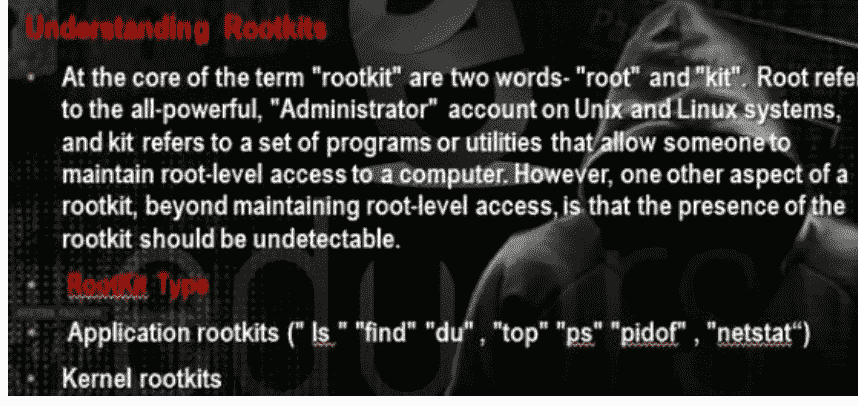 Understanding Rootkits
• At the core of the term "rootkit" are two words- "root" and "kit". Root refer
to the all-powerful, "Administrator" account on Unix and Linux systems,
and kit refers to a set of programs or utilities that allow someone to
maintain root-level access to a computer. However, one other aspect of a
rootkit, beyond maintaining root-level access, is that the presence of the
rootkit should be undetectable.
• RootKit Type
• Application rootkits (" ls " "find" "du" , "top" "ps" "pidof" , "netstat“)
• Kernel rootkits